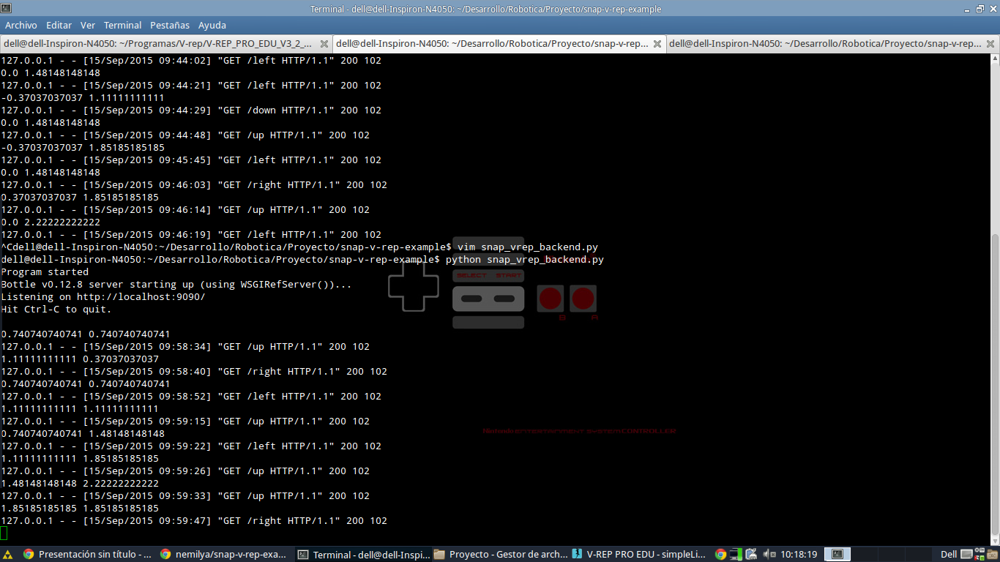 Terminal - dell@dell-Inspiron-N4050: ~/Desarrollo/Robotica/Proyecto/snap-v-rep-example
Archivo Editar Ver Terminal Pestañas Ayuda
dell@dell-Inspiron-N4050: ~/Programas/V-rep/V-REP_PRO_EDU_V3_2_... dell@dell-Inspiron-N4050: ~/Desarrollo/Robotica/Proyecto/snap-v-rep... dell@dell-Inspiron-N4050: ~/Desarrollo/Robotica/Proyecto/snap-v-rep...
127.0.0.1 - - [15/Sep/2015 09:44:02] "GET /left HTTP/1.1" 200 102
0.0 1.48148148148
127.0.0.1 - - [15/Sep/2015 09:44:21] "GET /left HTTP/1.1" 200 102
-0.37037037037 1.11111111111
127.0.0.1 - - [15/Sep/2015 09:44:29] "GET /down HTTP/1.1" 200 102
0.0 1.48148148148
127.0.0.1 - - [15/Sep/2015 09:44:48] "GET /up HTTP/1.1" 200 102
-0.37037037037 1.85185185185
127.0.0.1 - - [15/Sep/2015 09:45:45] "GET /left HTTP/1.1" 200 102
0.0 1.48148148148
127.0.0.1 - - [15/Sep/2015 09:46:03] "GET /right HTTP/1.1" 200 102
0.37037037037 1.85185185185
127.0.0.1 - - [15/Sep/2015 09:46:14] "GET /up HTTP/1.1" 200 102
0.0 2.22222222222
127.0.0.1 - - [15/Sep/2015 09:46:19] "GET /left HTTP/1.1" 200 102
^Cdell@dell-Inspiron-N4050:~/Desarrollo/Robotica/Proyecto/snap-v-rep-example$ vim snap_vrep_backend.py
dell@dell-Inspiron-N4050:~/Desarrollo/Robotica/Proyecto/snap-v-rep-example$ python snap_vrep_backend.py
Program started
Bottle v0.12.8 server starting up (using WSGIRefServer())...
SELECT START
Listening on http://localhost:9090/
Hit Ctrl-C to quit.
B A
0.740740740741 0.740740740741
127.0.0.1 - - [15/Sep/2015 09:58:34] "GET /up HTTP/1.1" 200 102
1.11111111111 0.37037037037
127.0.0.1 - - [15/Sep/2015 09:58:40] "GET /right HTTP/1.1" 200 102
0.740740740741 0.740740740741
127.0.0.1 - - [15/Sep/2015 09:58:52] "GET /left HTTP/1.1" 200 102
1.11111111111 1.11111111111
127.0.0.1 - - [15/Sep/2015 09:59:15] "GET /up HTTP/1.1" 200 102
Nintendo ENTERTAINMENT SYSTEM CONTROLLER
0.740740740741 1.48148148148
127.0.0.1 - - [15/Sep/2015 09:59:22] "GET /left HTTP/1.1" 200 102
1.11111111111 1.85185185185
127.0.0.1 - - [15/Sep/2015 09:59:26] "GET /up HTTP/1.1" 200 102
1.48148148148 2.22222222222
127.0.0.1 - - [15/Sep/2015 09:59:33] "GET /up HTTP/1.1" 200 102
1.85185185185 1.85185185185
127.0.0.1 - - [15/Sep/2015 09:59:47] "GET /right HTTP/1.1" 200 102
Presentación sin título - ... nemilya/snap-v-rep-exa... Terminal - dell@dell-Inspi... Proyecto - Gestor de arch... V-REP PRO EDU - simpleLi... 10:18:19 Dell